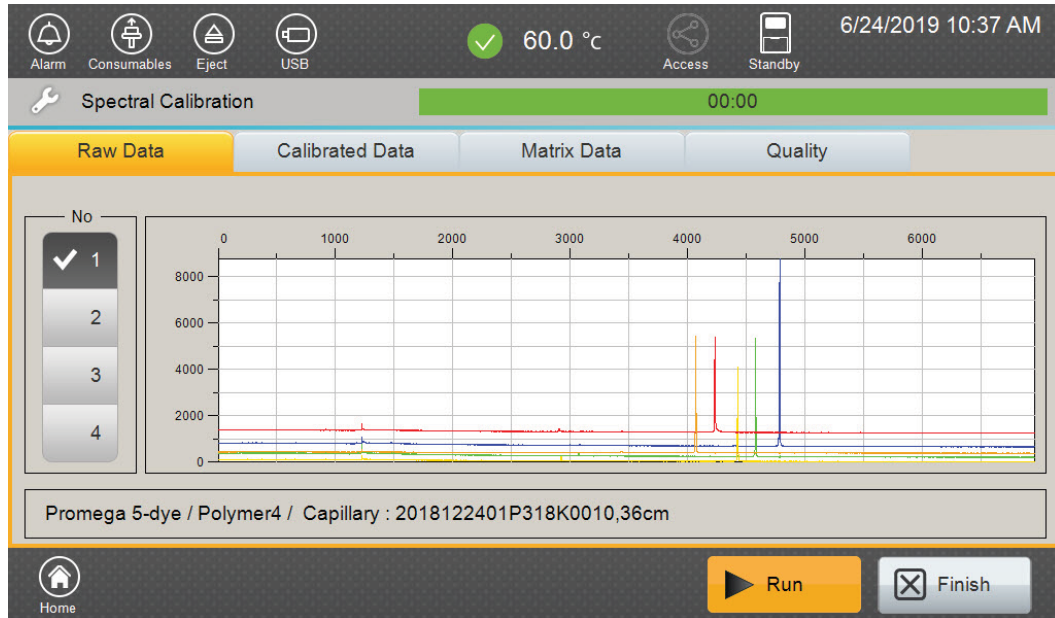 60.0 °c
6/24/2019 10:37 AM
Alarm Consumables Eject USB Access Standby
Spectral Calibration 00:00
Raw Data Calibrated Data Matrix Data Quality
No
1
2
3
4
0 1000 2000 3000 4000 5000 6000
8000
6000
4000
2000
0
Promega 5-dye / Polymer4 / Capillary : 2018122401P318K0010,36cm
Run Finish
Home